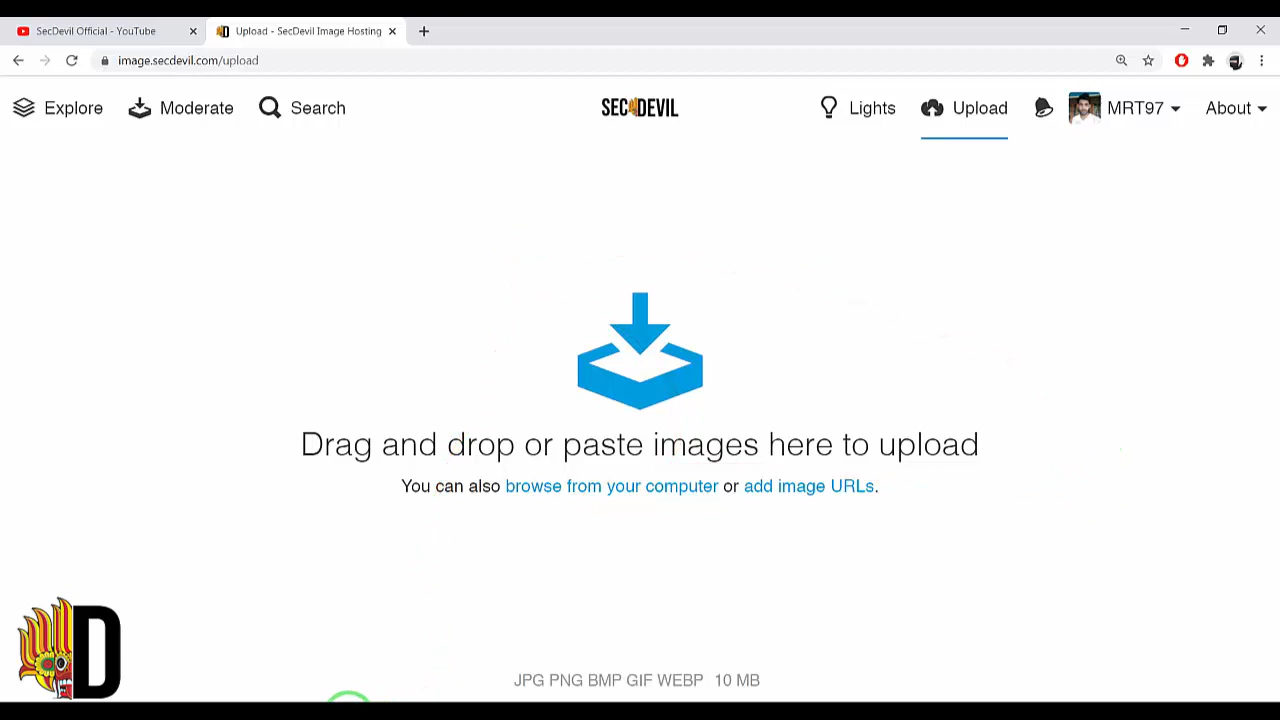 SecDevil Official - YouTube
Upload - SecDevil Image Hosting
image.secdevil.com/upload
Explore Moderate Search SECDEVIL Lights Upload MRT97 About
Drag and drop or paste images here to upload
You can also browse from your computer or add image URLs.
D
JPG PNG BMP GIF WEBP 10 MB